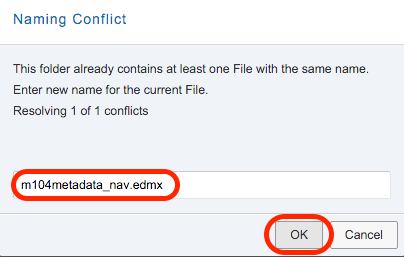 Naming Conflict
This folder already contains at least one File with the same name.
Enter new name for the current File.
Resolving 1 of 1 conflicts
m104metadata_nav.edmx
OK
Cancel